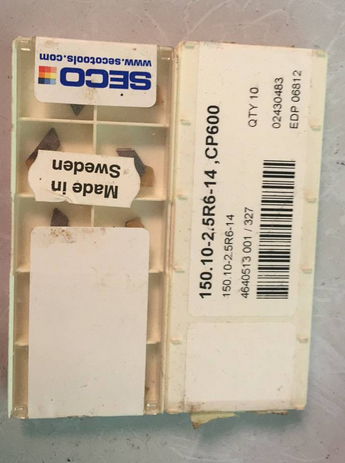 SECO
www.secotools.com
Made in
Sweden
150.10-2.5R6-14 ,CP600
150.10-2.5R6-14
4640513 001 / 327
QTY 10
02430483
EDP 06812